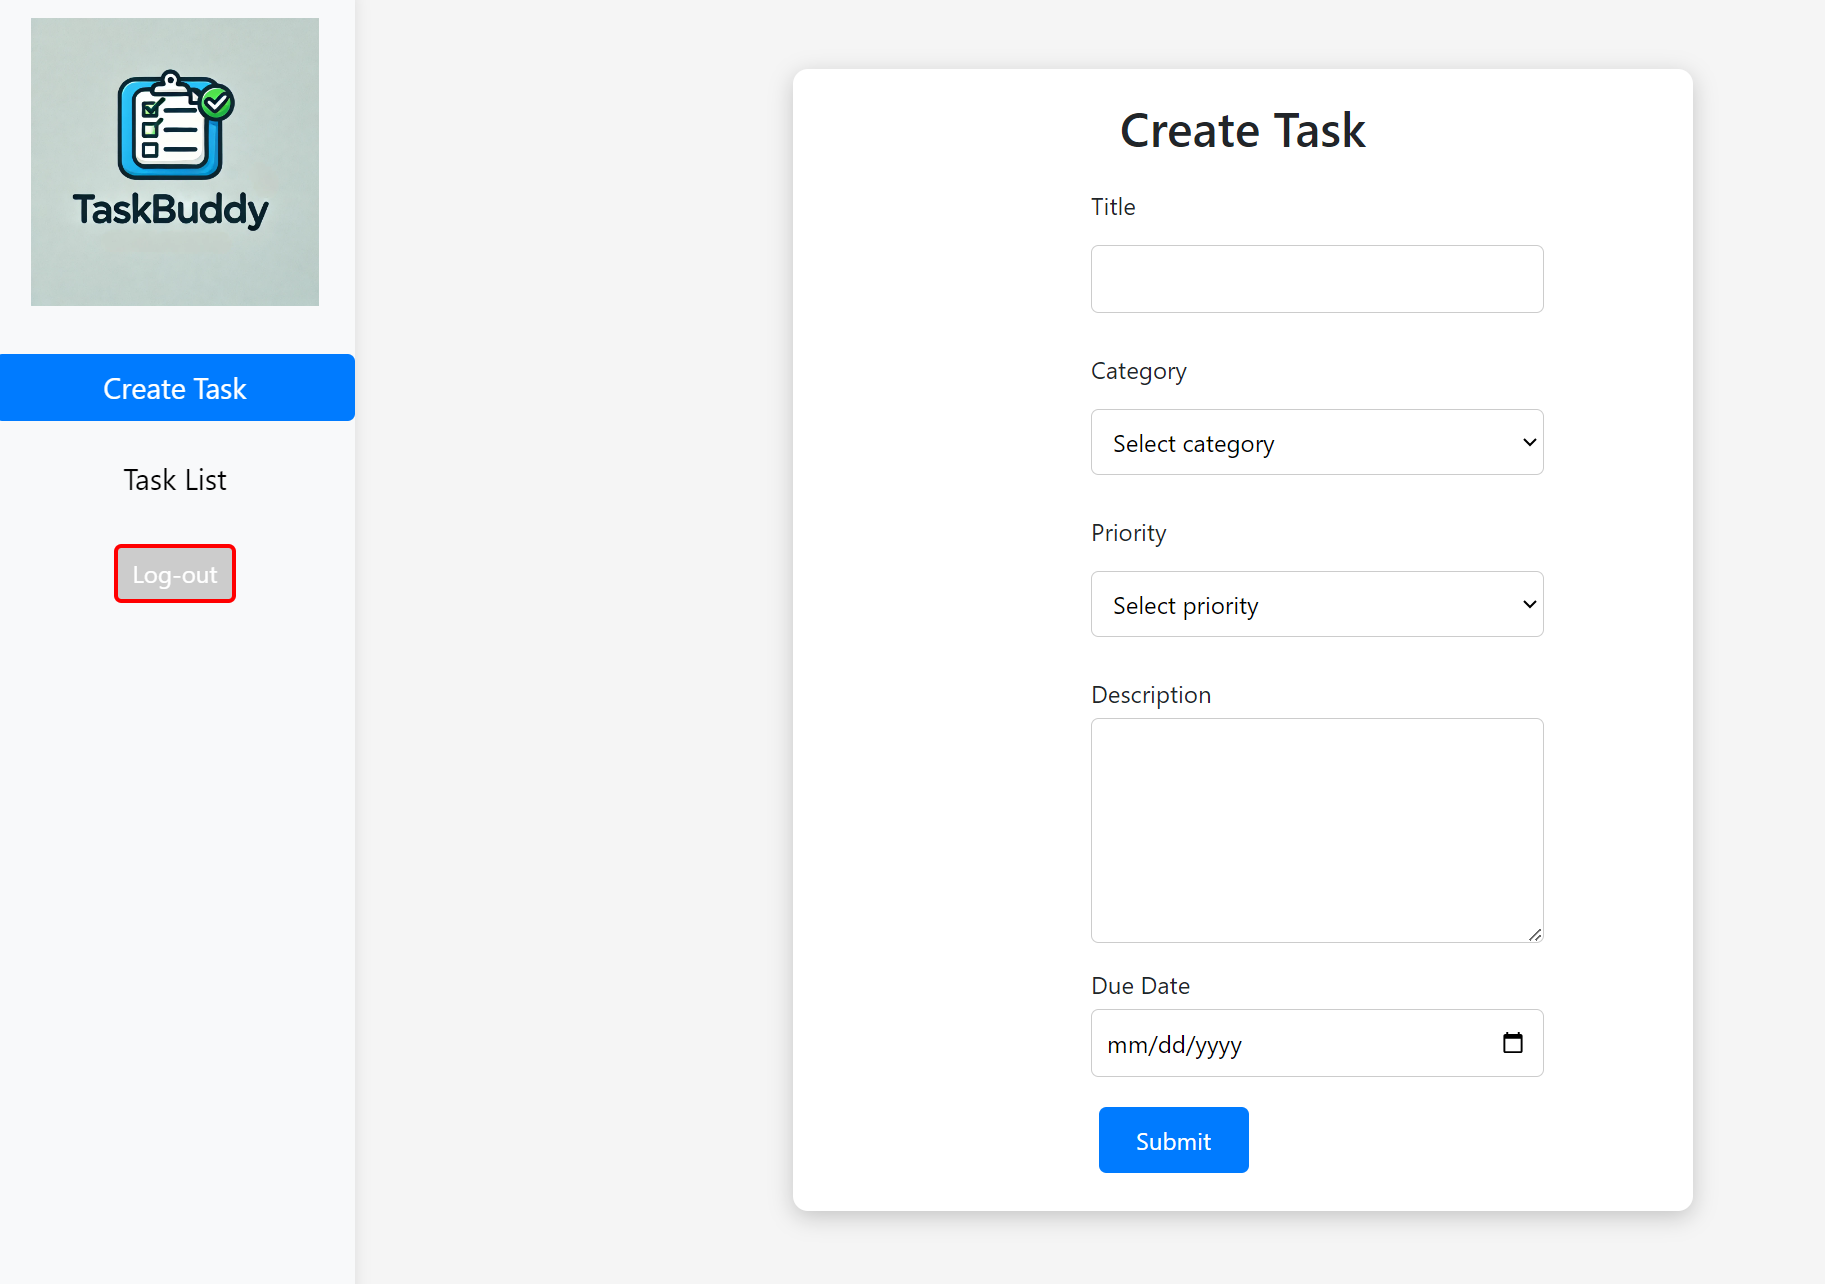 TaskBuddy
Create Task
Task List
Log-out
Create Task
Title
Category
Select category
Priority
Select priority
Description
Due Date
mm/dd/yyyy
Submit